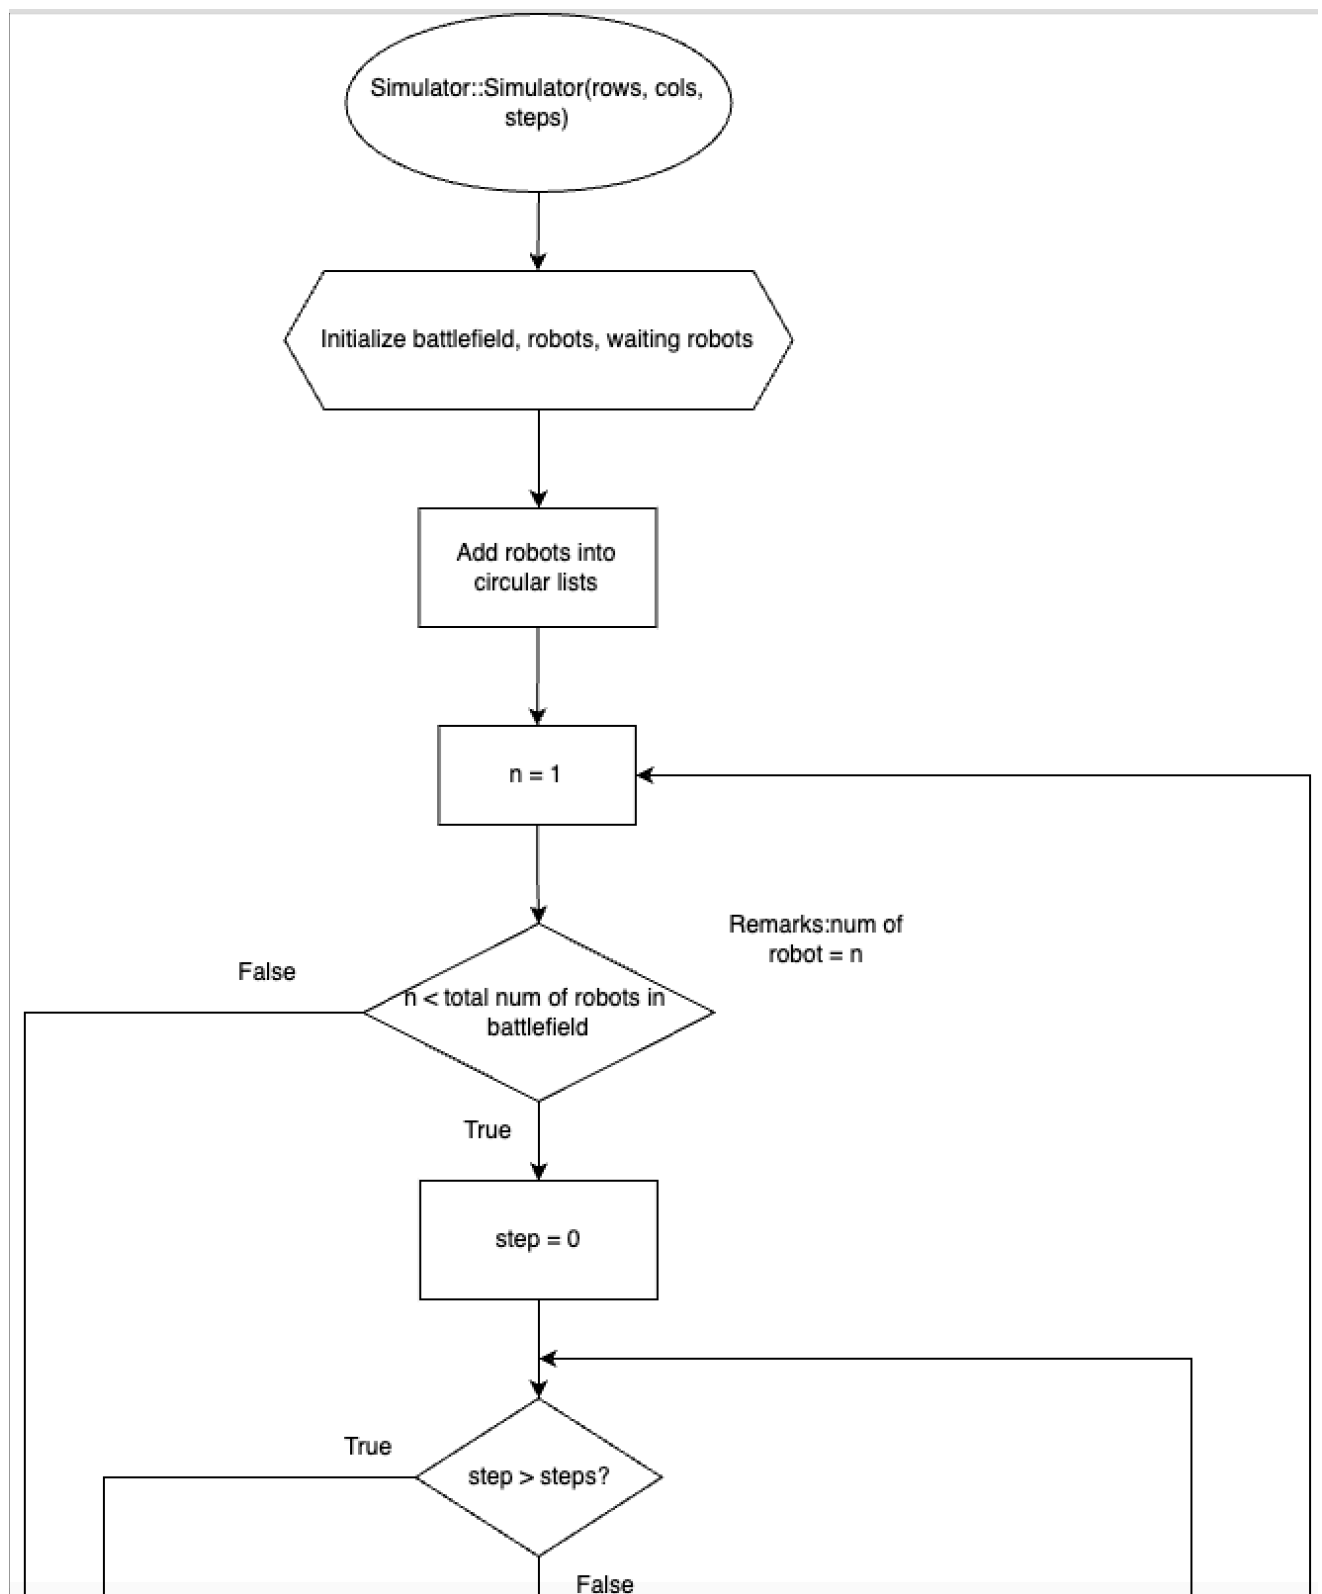 Simulator::Simulator(rows, cols,
steps)
Initialize battlefield, robots, waiting robots
Add robots into
circular lists
n = 1
Remarks:num of
robot = n
False
n < total num of robots in
battlefield
True
step = 0
True
step > steps?
False